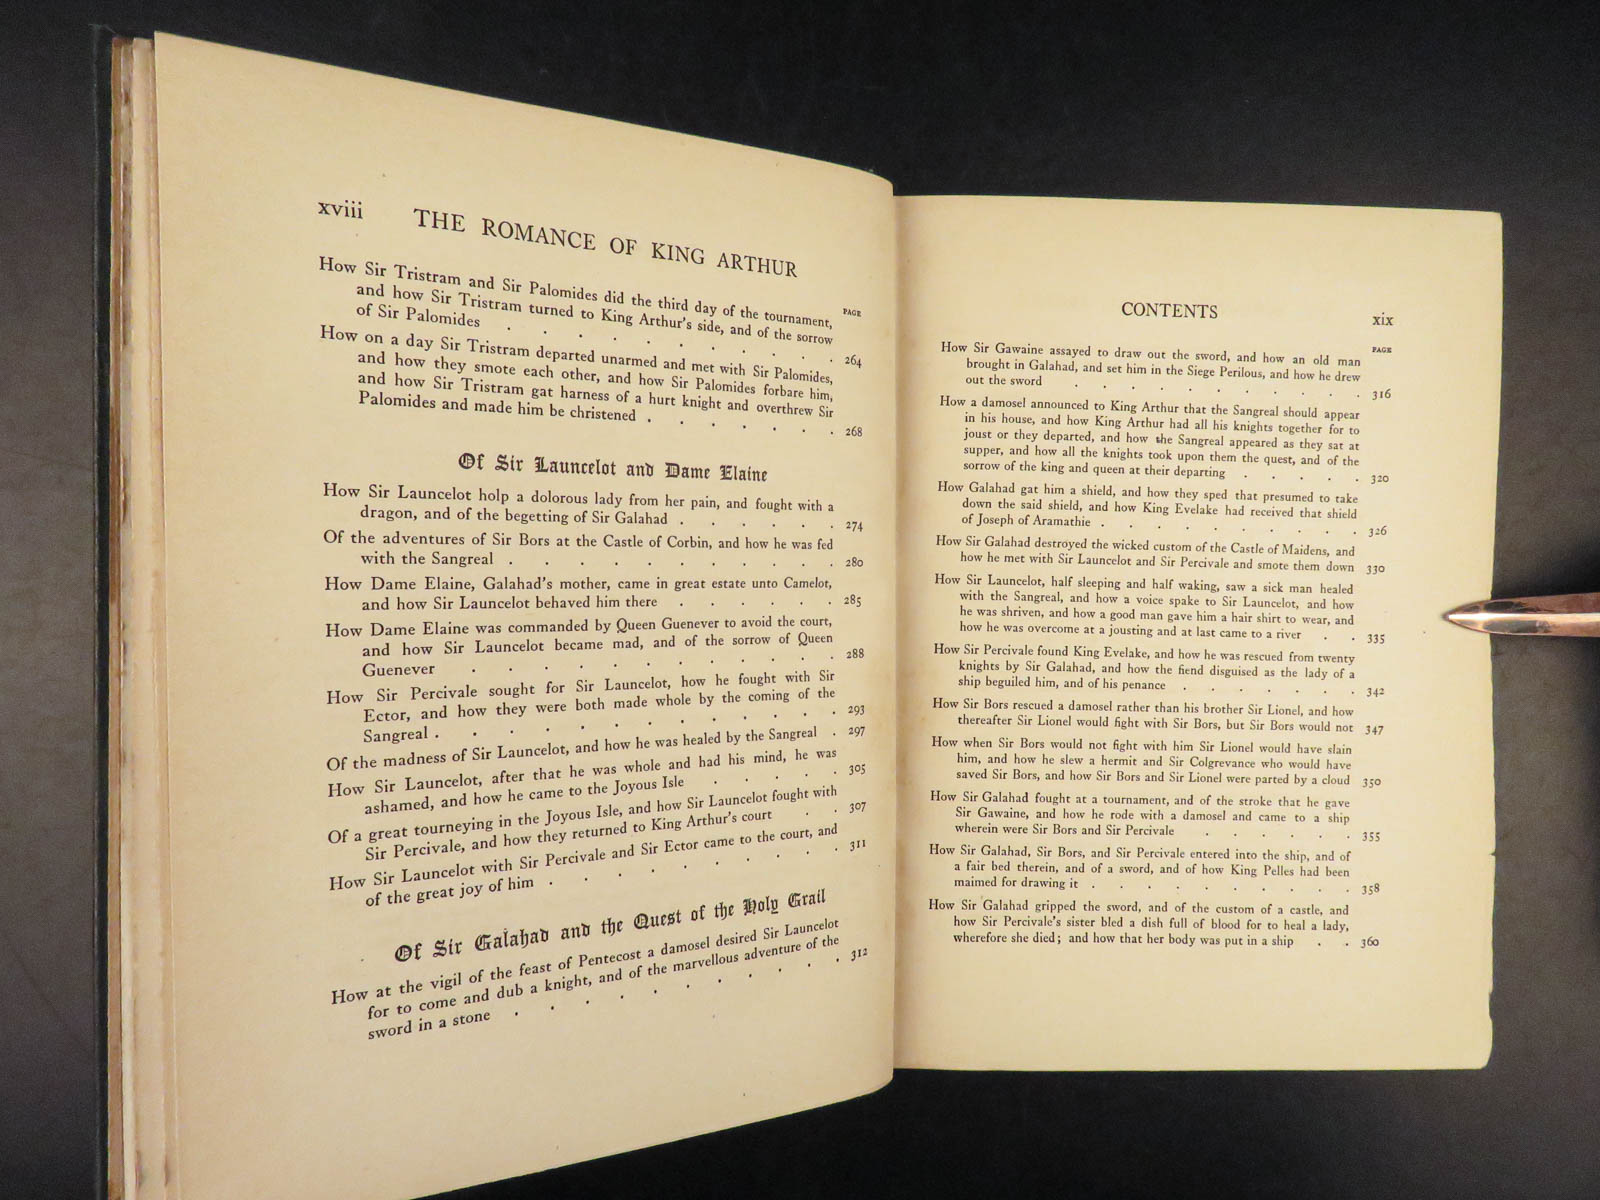 xviii THE ROMANCE OF KING ARTHUR
PAGE
How Sir Tristram and Sir Palomides did the third day of the tournament,
and how Sir Tristram turned to King Arthur's side, and of the sorrow
of Sir Palomides . . . . . . . . . 264
How on a day Sir Tristram departed unarmed and met with Sir Palomides,
and how they smote each other, and how Sir Palomides forbare him,
and how Sir Tristram gat harness of a hurt knight and overthrew Sir
Palomides and made him be christened . . . . . . . 268
Of Sir Launcelot and Dame Elaine
How Sir Launcelot holp a dolorous lady from her pain, and fought with a
dragon, and of the begetting of Sir Galahad . . . . . . 274
Of the adventures of Sir Bors at the Castle of Corbin, and how he was fed
with the Sangreal . . . . . . . . . . 280
How Dame Elaine, Galahad's mother, came in great estate unto Camelot,
and how Sir Launcelot behaved him there . . . . . 285
How Dame Elaine was commanded by Queen Guenever to avoid the court,
and how Sir Launcelot became mad, and of the sorrow of Queen
Guenever . . . . . . . . . . . 288
How Sir Percivale sought for Sir Launcelot, how he fought with Sir
Ector, and how they were both made whole by the coming of the
Sangreal . . . . . . . . . . . 293
Of the madness of Sir Launcelot, and how he was healed by the Sangreal . 297
How Sir Launcelot, after that he was whole and had his mind, he was
ashamed, and how he came to the Joyous Isle . . . . . 305
Of a great tourneying in the Joyous Isle, and how Sir Launcelot fought with
Sir Percivale, and how they returned to King Arthur's court . . 307
How Sir Launcelot with Sir Percivale and Sir Ector came to the court, and
of the great joy of him . . . . . . . . 311
Of Sir Galahad and the Quest of the Holy Grail
How at the vigil of the feast of Pentecost a damosel desired Sir Launcelot
for to come and dub a knight, and of the marvellous adventure of the
sword in a stone . . . . . . . . . . 312
CONTENTS xix
PAGE
How Sir Gawaine assayed to draw out the sword, and how an old man
brought in Galahad, and set him in the Siege Perilous, and how he drew
out the sword . . . . . . . . . 316
How a damosel announced to King Arthur that the Sangreal should appear
in his house, and how King Arthur had all his knights together for to
joust or they departed, and how the Sangreal appeared as they sat at
supper, and how all the knights took upon them the quest, and of the
sorrow of the king and queen at their departing . . . . . 320
How Galahad gat him a shield, and how they sped that presumed to take
down the said shield, and how King Evelake had received that shield
of Joseph of Aramathie . . . . . . . . . 326
How Sir Galahad destroyed the wicked custom of the Castle of Maidens, and
how he met with Sir Launcelot and Sir Percivale and smote them down 330
How Sir Launcelot, half sleeping and half waking, saw a sick man healed
with the Sangreal, and how a voice spake to Sir Launcelot, and how
he was shriven, and how a good man gave him a hair shirt to wear, and
how he was overcome at a jousting and at last came to a river . . 335
How Sir Percivale found King Evelake, and how he was rescued from twenty
knights by Sir Galahad, and how the fiend disguised as the lady of a
ship beguiled him, and of his penance . . . . . . . 342
How Sir Bors rescued a damosel rather than his brother Sir Lionel, and how
thereafter Sir Lionel would fight with Sir Bors, but Sir Bors would not 347
How when Sir Bors would not fight with him Sir Lionel would have slain
him, and how he slew a hermit and Sir Colgrevance who would have
saved Sir Bors, and how Sir Bors and Sir Lionel were parted by a cloud 350
How Sir Galahad fought at a tournament, and of the stroke that he gave
Sir Gawaine, and how he rode with a damosel and came to a ship
wherein were Sir Bors and Sir Percivale . . . . . . 355
How Sir Galahad, Sir Bors, and Sir Percivale entered into the ship, and of
a fair bed therein, and of a sword, and of how King Pelles had been
maimed for drawing it . . . . . . . . . 358
How Sir Galahad gripped the sword, and of the custom of a castle, and
how Sir Percivale's sister bled a dish full of blood for to heal a lady,
wherefore she died; and how that her body was put in a ship . . 360